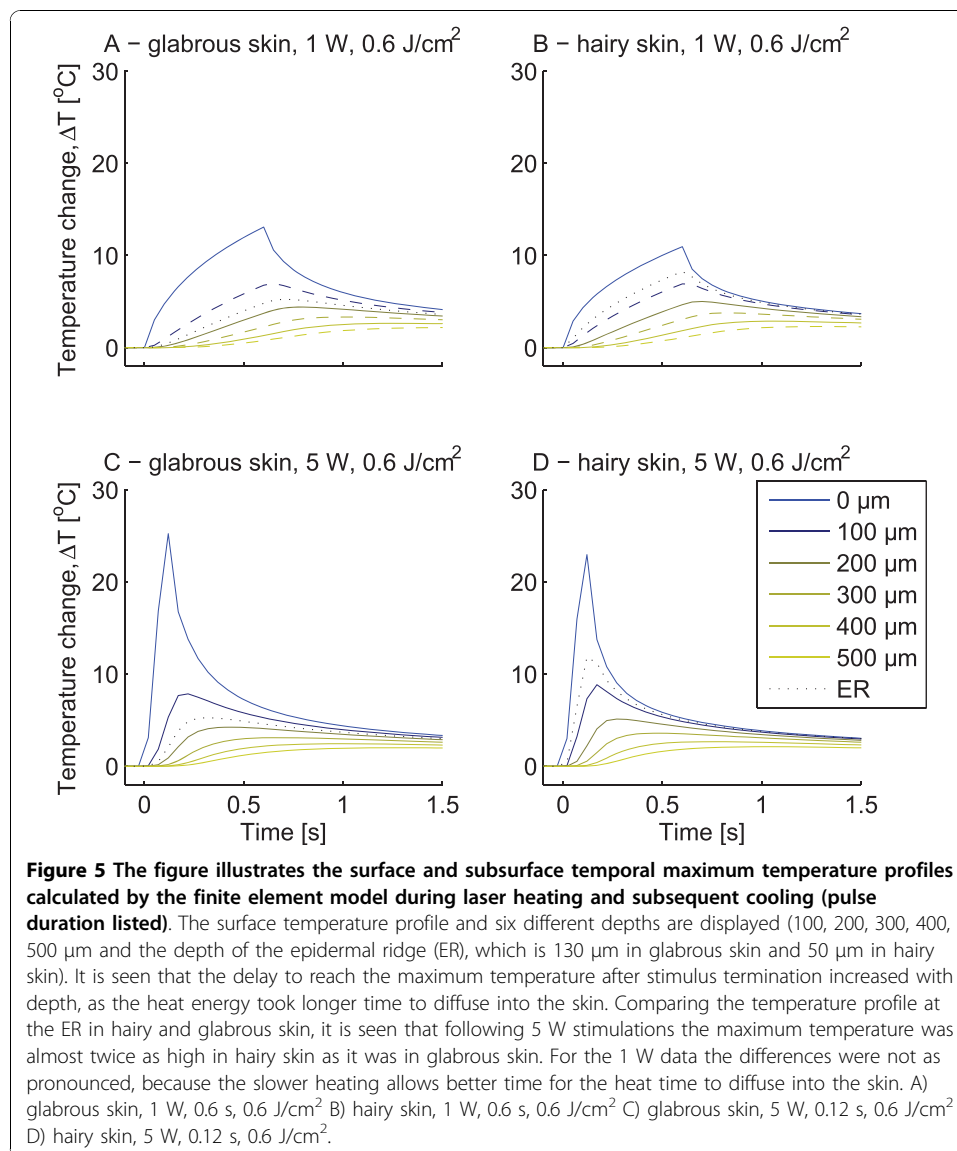 A − glabrous skin, 1 W, 0.6 J/cm²
B − hairy skin, 1 W, 0.6 J/cm²
Temperature change, ΔT [°C]
30
20
10
0
30
20
10
0
C − glabrous skin, 5 W, 0.6 J/cm²
D − hairy skin, 5 W, 0.6 J/cm²
Temperature change, ΔT [°C]
30
20
10
0
30
20
10
0
0 µm
100 µm
200 µm
300 µm
400 µm
500 µm
ER
0
0.5
1
1.5
0
0.5
1
1.5
Time [s]
Time [s]
Figure 5 The figure illustrates the surface and subsurface temporal maximum temperature profiles
calculated by the finite element model during laser heating and subsequent cooling (pulse
duration listed). The surface temperature profile and six different depths are displayed (100, 200, 300, 400,
500 µm and the depth of the epidermal ridge (ER), which is 130 µm in glabrous skin and 50 µm in hairy
skin). It is seen that the delay to reach the maximum temperature after stimulus termination increased with
depth, as the heat energy took longer time to diffuse into the skin. Comparing the temperature profile at
the ER in hairy and glabrous skin, it is seen that following 5 W stimulations the maximum temperature was
almost twice as high in hairy skin as it was in glabrous skin. For the 1 W data the differences were not as
pronounced, because the slower heating allows better time for the heat time to diffuse into the skin. A)
glabrous skin, 1 W, 0.6 s, 0.6 J/cm² B) hairy skin, 1 W, 0.6 s, 0.6 J/cm² C) glabrous skin, 5 W, 0.12 s, 0.6 J/cm²
D) hairy skin, 5 W, 0.12 s, 0.6 J/cm².